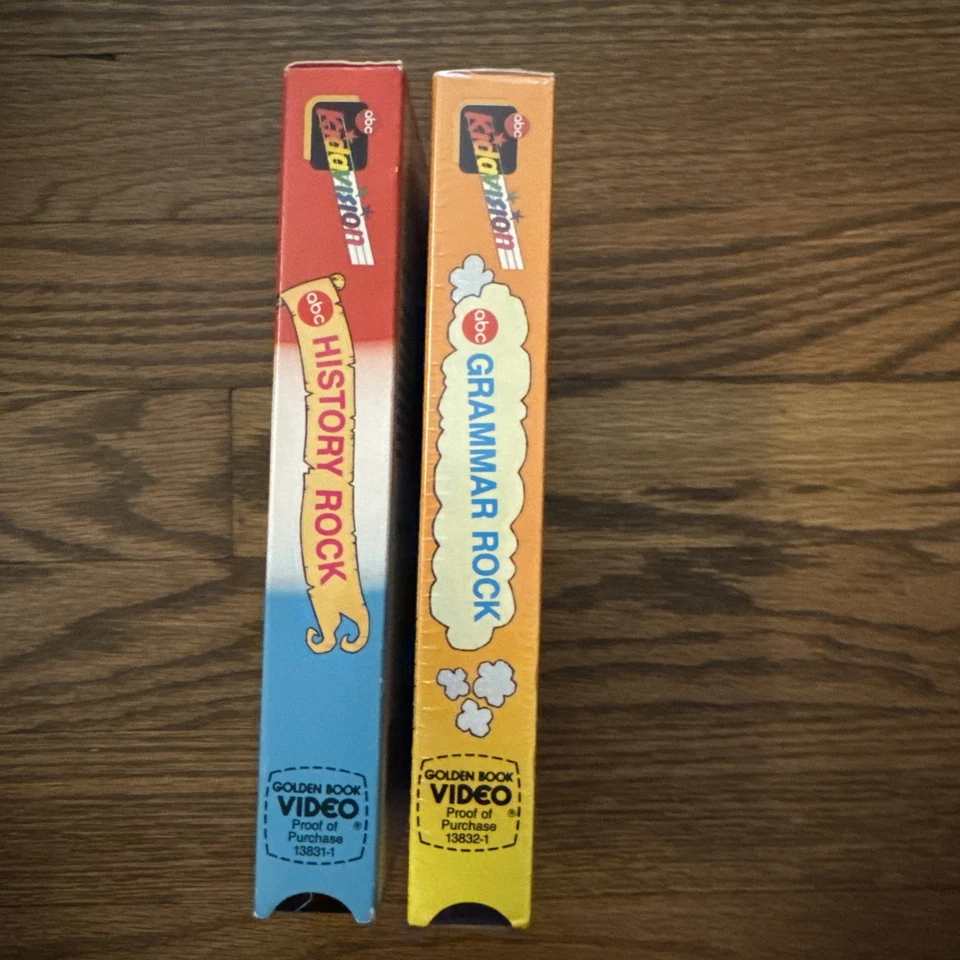 abc
Kidavision
abc
HISTORY ROCK
GOLDEN BOOK
VIDEO®
Proof of
Purchase
13831-1
abc
Kidavision
abc
GRAMMAR ROCK
GOLDEN BOOK
VIDEO®
Proof of
Purchase
13832-1